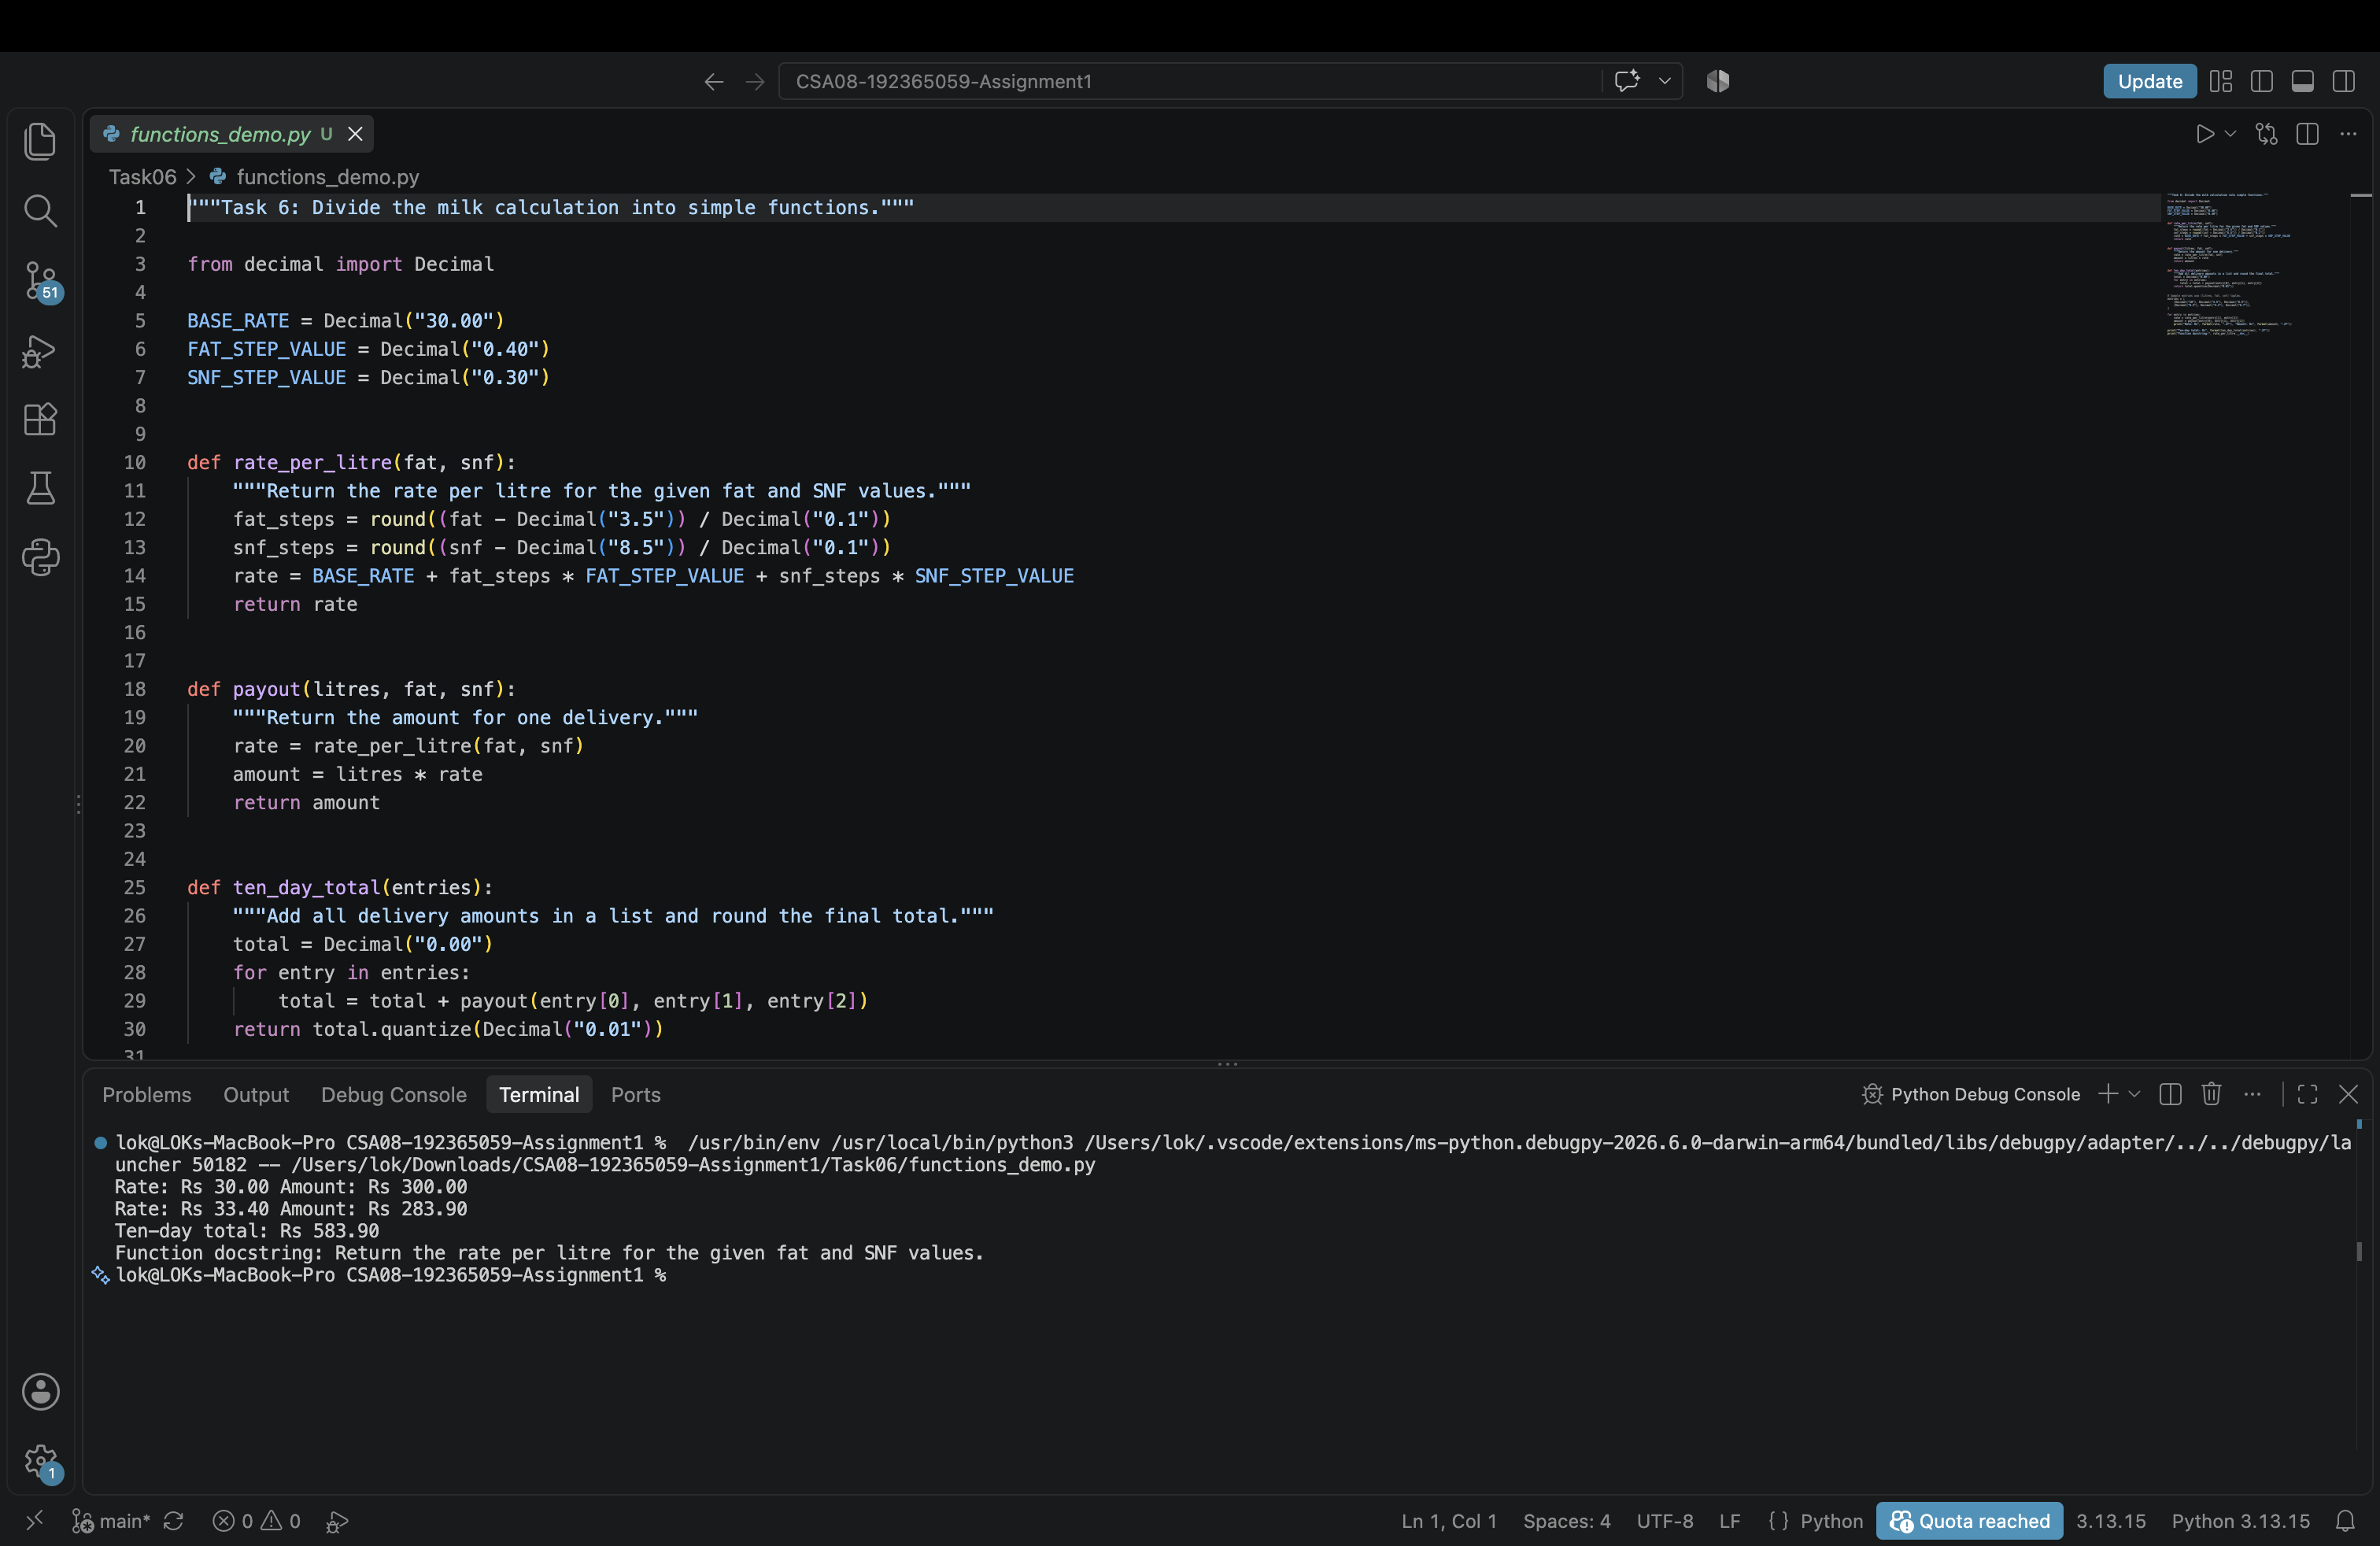 CSA08-192365059-Assignment1
Update
functions_demo.py U
Task06 > functions_demo.py
1 """Task 6: Divide the milk calculation into simple functions."""
2
3 from decimal import Decimal
4
5 BASE_RATE = Decimal("30.00")
6 FAT_STEP_VALUE = Decimal("0.40")
7 SNF_STEP_VALUE = Decimal("0.30")
8
9
10 def rate_per_litre(fat, snf):
11 """Return the rate per litre for the given fat and SNF values."""
12 fat_steps = round((fat - Decimal("3.5")) / Decimal("0.1"))
13 snf_steps = round((snf - Decimal("8.5")) / Decimal("0.1"))
14 rate = BASE_RATE + fat_steps * FAT_STEP_VALUE + snf_steps * SNF_STEP_VALUE
15 return rate
16
17
18 def payout(litres, fat, snf):
19 """Return the amount for one delivery."""
20 rate = rate_per_litre(fat, snf)
21 amount = litres * rate
22 return amount
23
24
25 def ten_day_total(entries):
26 """Add all delivery amounts in a list and round the final total."""
27 total = Decimal("0.00")
28 for entry in entries:
29 total = total + payout(entry[0], entry[1], entry[2])
30 return total.quantize(Decimal("0.01"))
31
51
Problems Output Debug Console Terminal Ports
Python Debug Console
lok@LOKs-MacBook-Pro CSA08-192365059-Assignment1 % /usr/bin/env /usr/local/bin/python3 /Users/lok/.vscode/extensions/ms-python.debugpy-2026.6.0-darwin-arm64/bundled/libs/debugpy/adapter/../../debugpy/la
uncher 50182 -- /Users/lok/Downloads/CSA08-192365059-Assignment1/Task06/functions_demo.py
Rate: Rs 30.00 Amount: Rs 300.00
Rate: Rs 33.40 Amount: Rs 283.90
Ten-day total: Rs 583.90
Function docstring: Return the rate per litre for the given fat and SNF values.
lok@LOKs-MacBook-Pro CSA08-192365059-Assignment1 %
1
main* 0 0
Ln 1, Col 1 Spaces: 4 UTF-8 LF {} Python Quota reached 3.13.15 Python 3.13.15